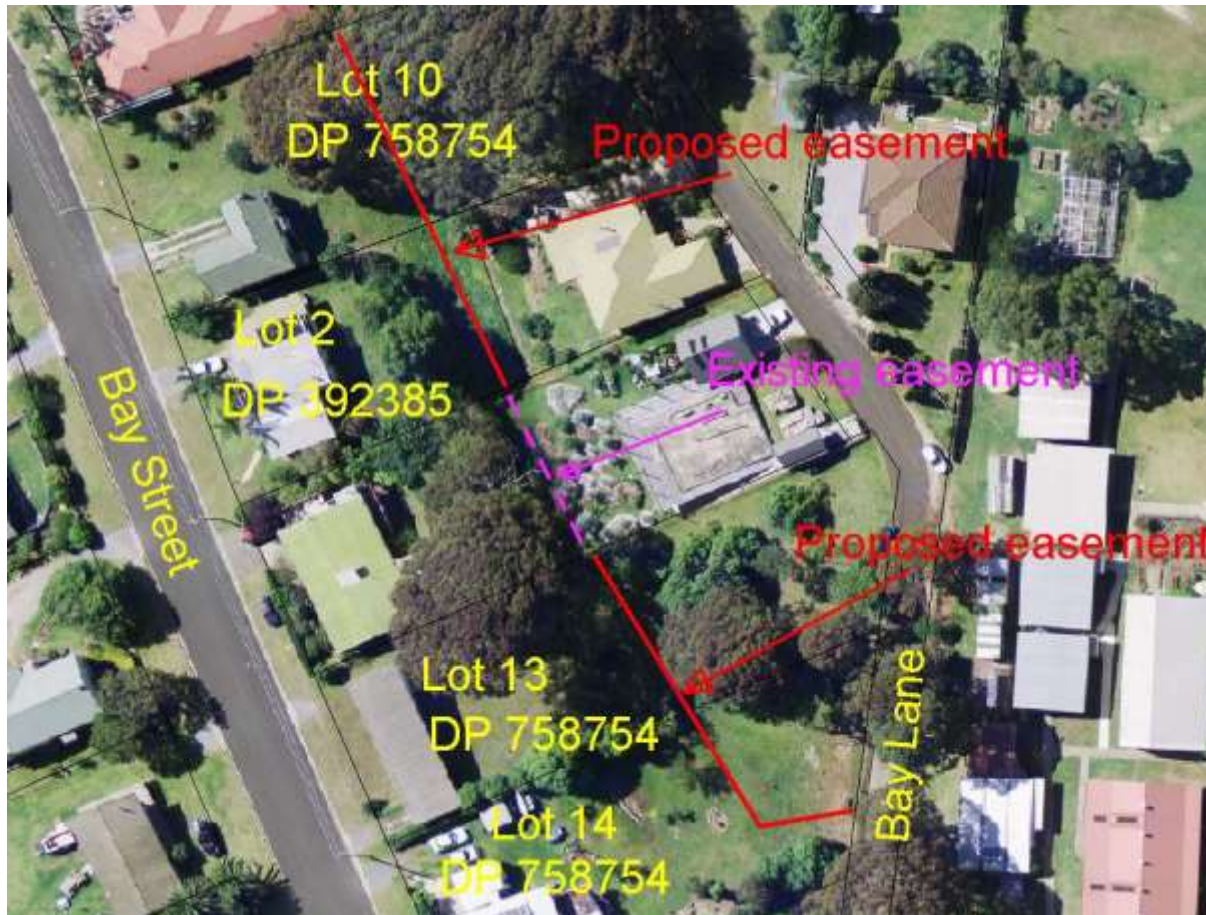 Lot 10
DP 758754
Proposed easement
Lot 2
DP 392385
Existing easement
Bay Street
Proposed easement
Lot 13
DP 758754
Bay Lane
Lot 14
DP 758754